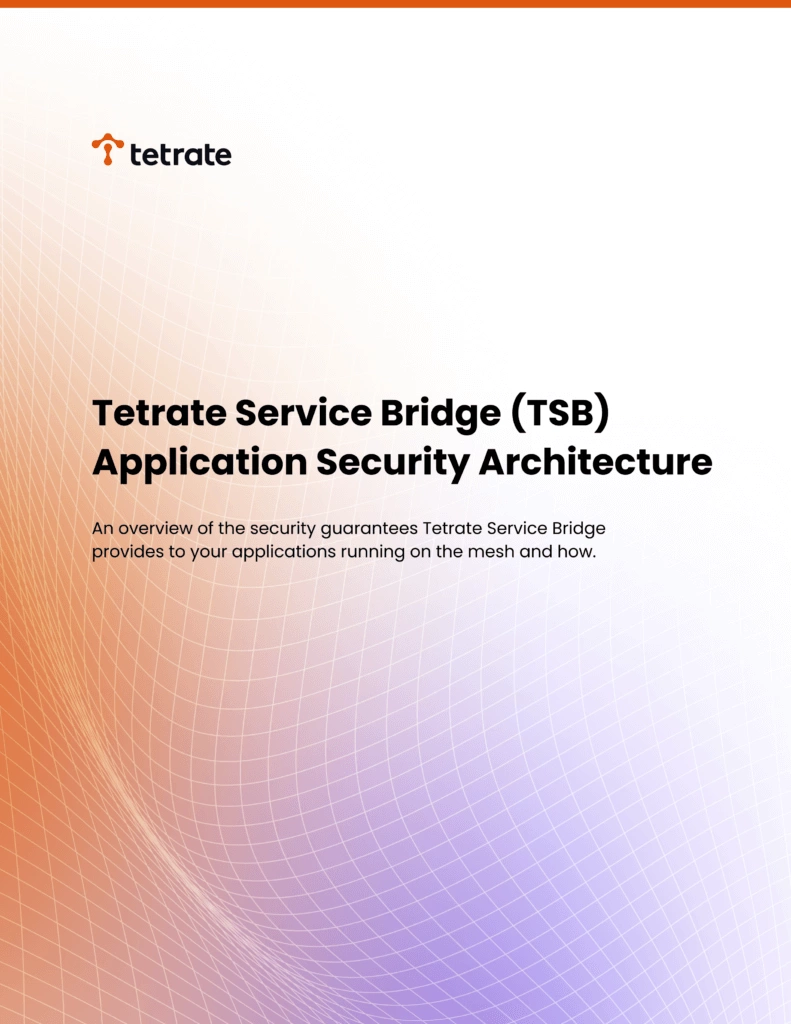 tetrate
Tetrate Service Bridge (TSB)
Application Security Architecture
An overview of the security guarantees Tetrate Service Bridge
provides to your applications running on the mesh and how.